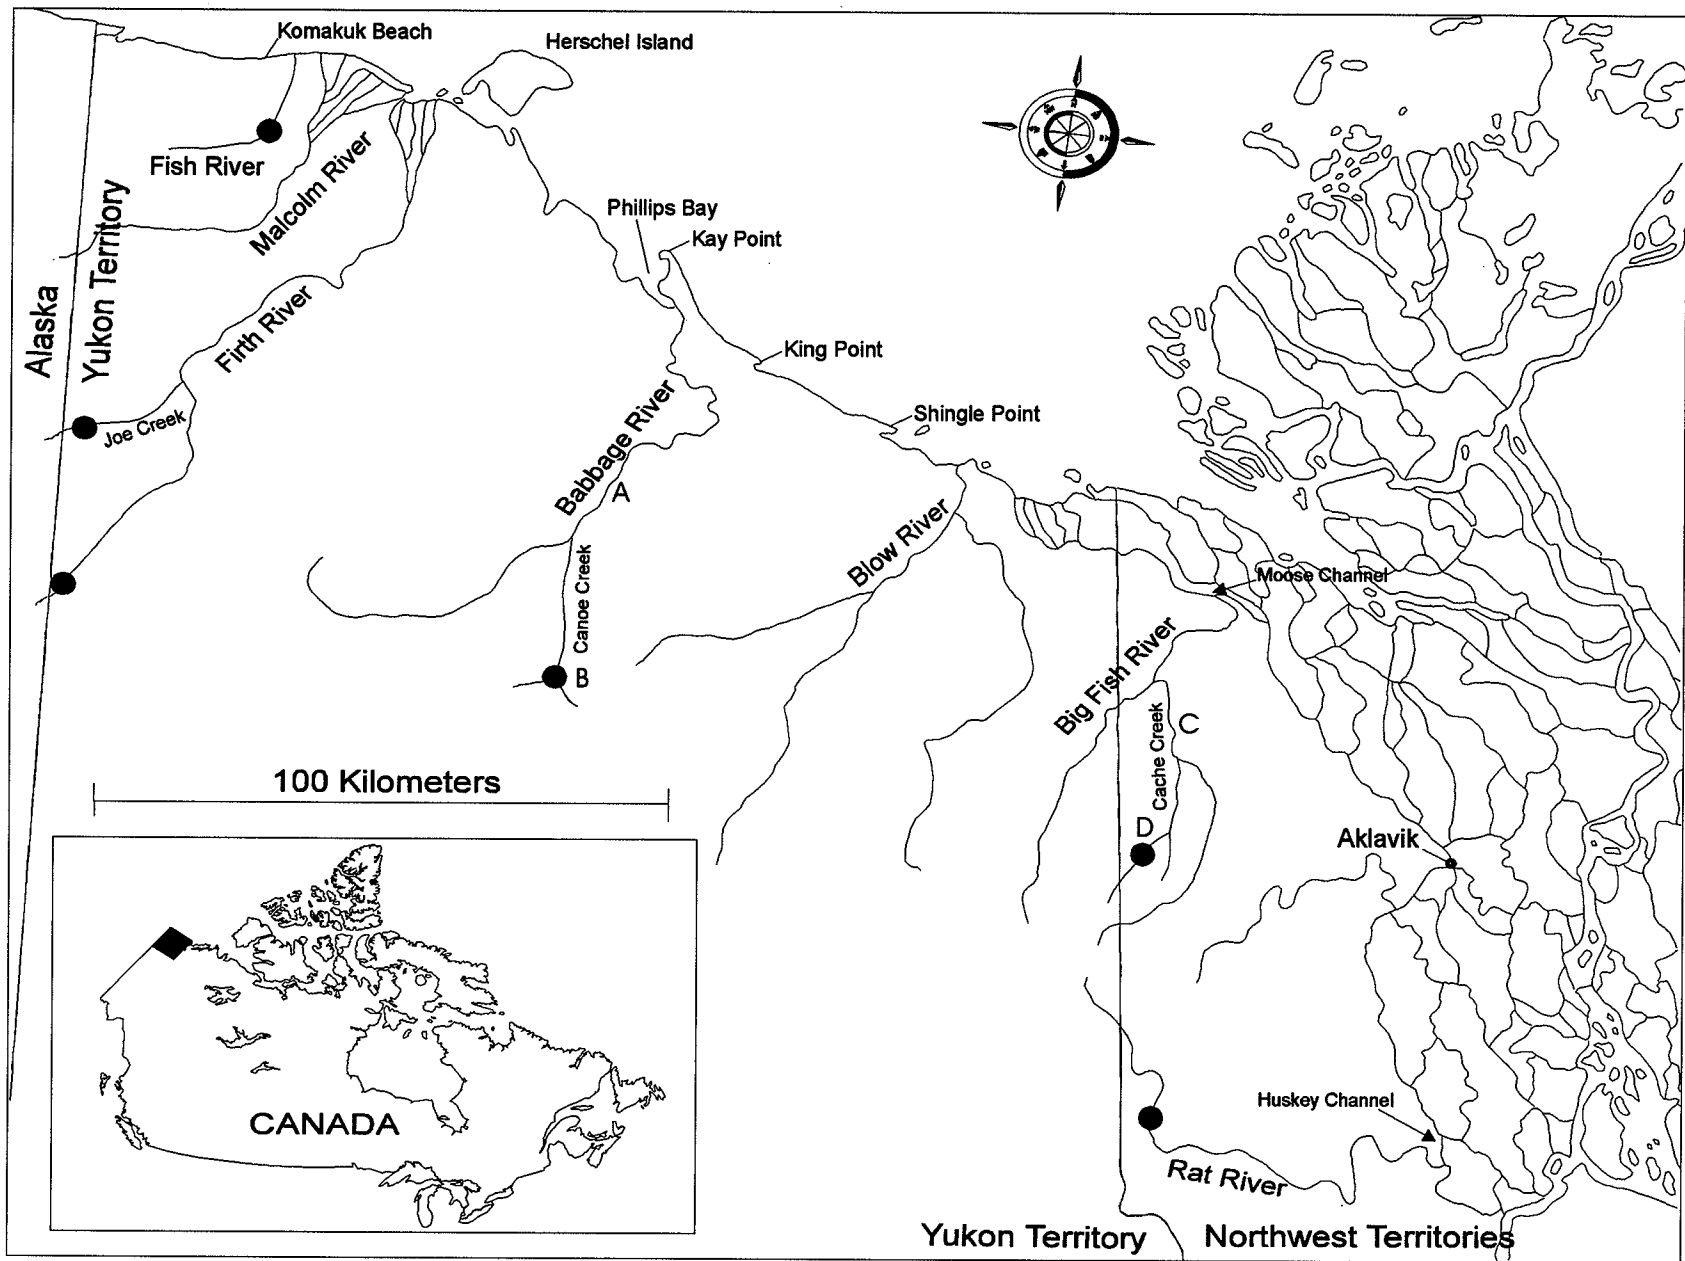 Komakuk Beach
Herschel Island
Fish River
Malcolm River
Phillips Bay
Kay Point
Alaska
Yukon Territory
Firth River
King Point
Joe Creek
Babbage River
A
Shingle Point
Blow River
Canoe Creek
B
Moose Channel
Big Fish River
Cache Creek
C
D
100 Kilometers
Aklavik
CANADA
Huskey Channel
Rat River
Yukon Territory
Northwest Territories